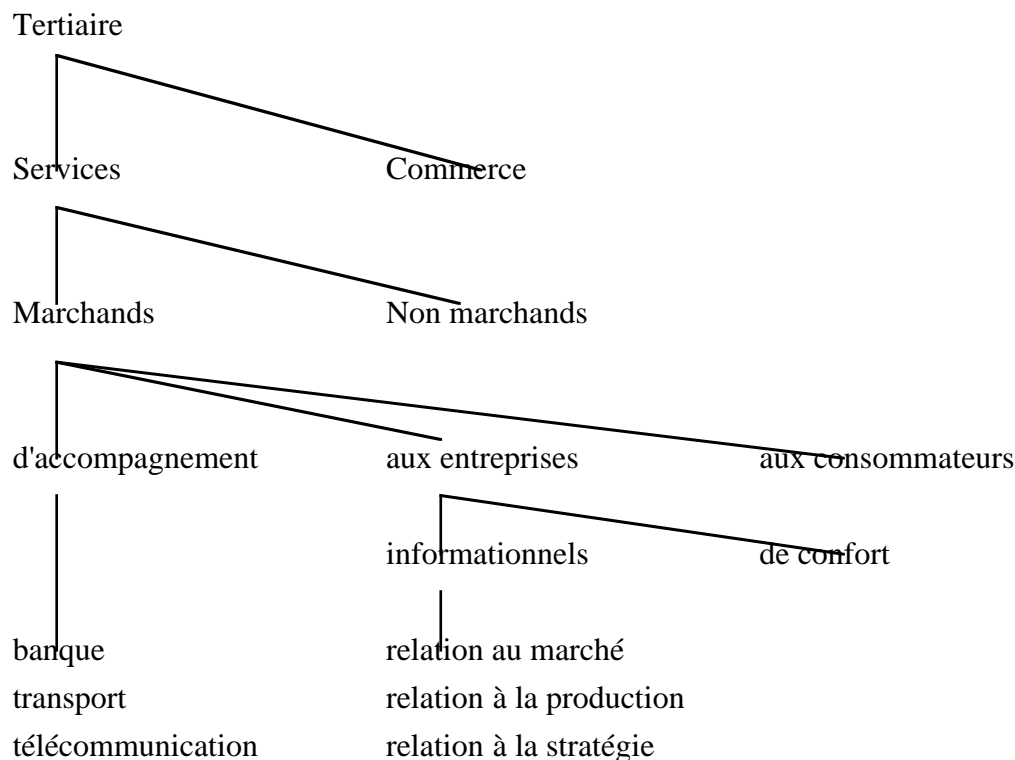 Tertiaire
Services Commerce
Marchands Non marchands
d'accompagnement aux entreprises aux consommateurs
informationnels de confort
banque relation au marché
transport relation à la production
télécommunication relation à la stratégie